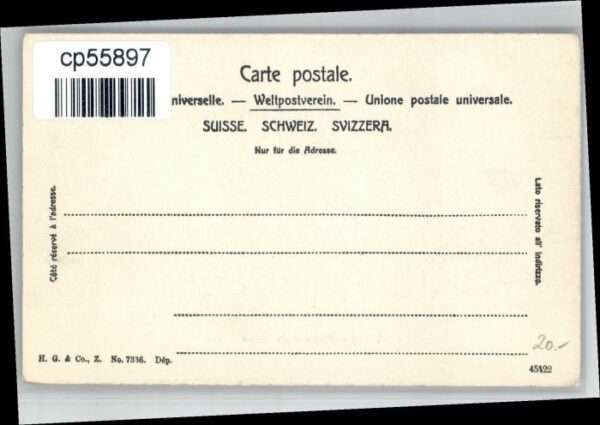 cp55897
Carte postale.
niverselle. — Weltpostverein. — Unione postale universale.
SUISSE. SCHWEIZ. SVIZZERA.
Nur für die Adresse.
Côté réservé à l'adresse.
Lato riservato all' indirizzo.
20.-
H. G. & Co., Z. No. 7336. Dép.